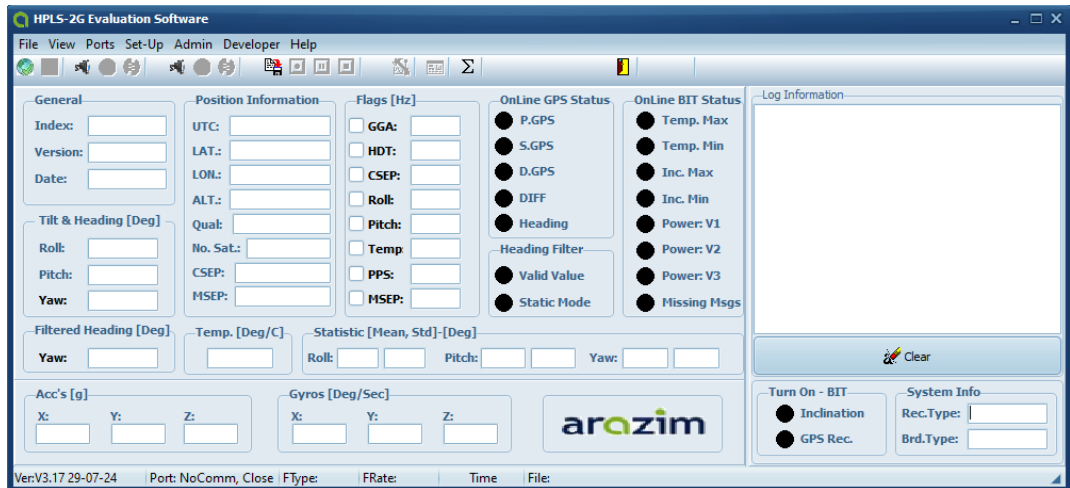 HPLS-2G Evaluation Software
File View Ports Set-Up Admin Developer Help
General
Index:
Version:
Date:
Tilt & Heading [Deg]
Roll:
Pitch:
Yaw:
Filtered Heading [Deg]
Yaw:
Position Information
UTC:
LAT.:
LON.:
ALT.:
Qual:
No. Sat.:
CSEP:
MSEP:
Temp. [Deg/C]
Flags [Hz]
GGA:
HDT:
CSEP:
Roll:
Pitch:
Temp:
PPS:
MSEP:
OnLine GPS Status
P.GPS
S.GPS
D.GPS
DIFF
Heading
Heading Filter
Valid Value
Static Mode
OnLine BIT Status
Temp. Max
Temp. Min
Inc. Max
Inc. Min
Power: V1
Power: V2
Power: V3
Missing Msgs
Statistic [Mean, Std]-[Deg]
Roll: Pitch: Yaw:
Acc's [g]
X: Y: Z:
Gyros [Deg/Sec]
X: Y: Z:
arazim
Log Information
Clear
Turn On - BIT
Inclination
GPS Rec.
System Info
Rec.Type:
Brd.Type:
Ver:V3.17 29-07-24 Port: NoComm, Close FType: FRate: Time File: